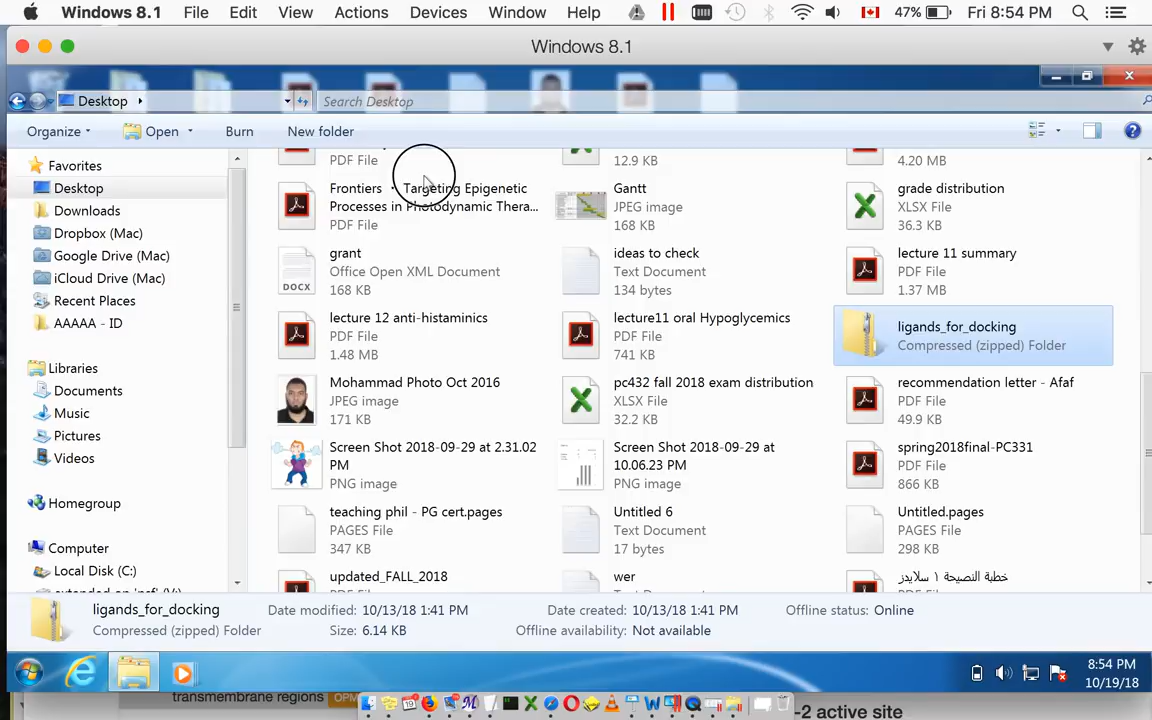 Windows 8.1 File Edit View Actions Devices Window Help 47% Fri 8:54 PM
Windows 8.1
Desktop
Search Desktop
Organize Open Burn New folder
Favorites
Desktop
Downloads
Dropbox (Mac)
Google Drive (Mac)
iCloud Drive (Mac)
Recent Places
AAAAA - ID
Libraries
Documents
Music
Pictures
Videos
Homegroup
Computer
Local Disk (C:)
PDF File
12.9 KB
4.20 MB
Frontiers • Targeting Epigenetic
Processes in Photodynamic Thera...
PDF File
Gantt
JPEG image
168 KB
grade distribution
XLSX File
36.3 KB
grant
Office Open XML Document
168 KB
DOCX
ideas to check
Text Document
134 bytes
lecture 11 summary
PDF File
1.37 MB
lecture 12 anti-histaminics
PDF File
1.48 MB
lecture11 oral Hypoglycemics
PDF File
741 KB
ligands_for_docking
Compressed (zipped) Folder
Mohammad Photo Oct 2016
JPEG image
171 KB
pc432 fall 2018 exam distribution
XLSX File
32.2 KB
recommendation letter - Afaf
PDF File
49.9 KB
Screen Shot 2018-09-29 at 2.31.02
PM
PNG image
Screen Shot 2018-09-29 at
10.06.23 PM
PNG image
spring2018final-PC331
PDF File
866 KB
teaching phil - PG cert.pages
PAGES File
347 KB
Untitled 6
Text Document
17 bytes
Untitled.pages
PAGES File
298 KB
updated_FALL_2018
wer
خطبة النصيحة ١ سلايدز
ligands_for_docking
Compressed (zipped) Folder
Date modified: 10/13/18 1:41 PM
Size: 6.14 KB
Date created: 10/13/18 1:41 PM
Offline availability: Not available
Offline status: Online
8:54 PM
10/19/18
transmembrane regions OPM
-2 active site